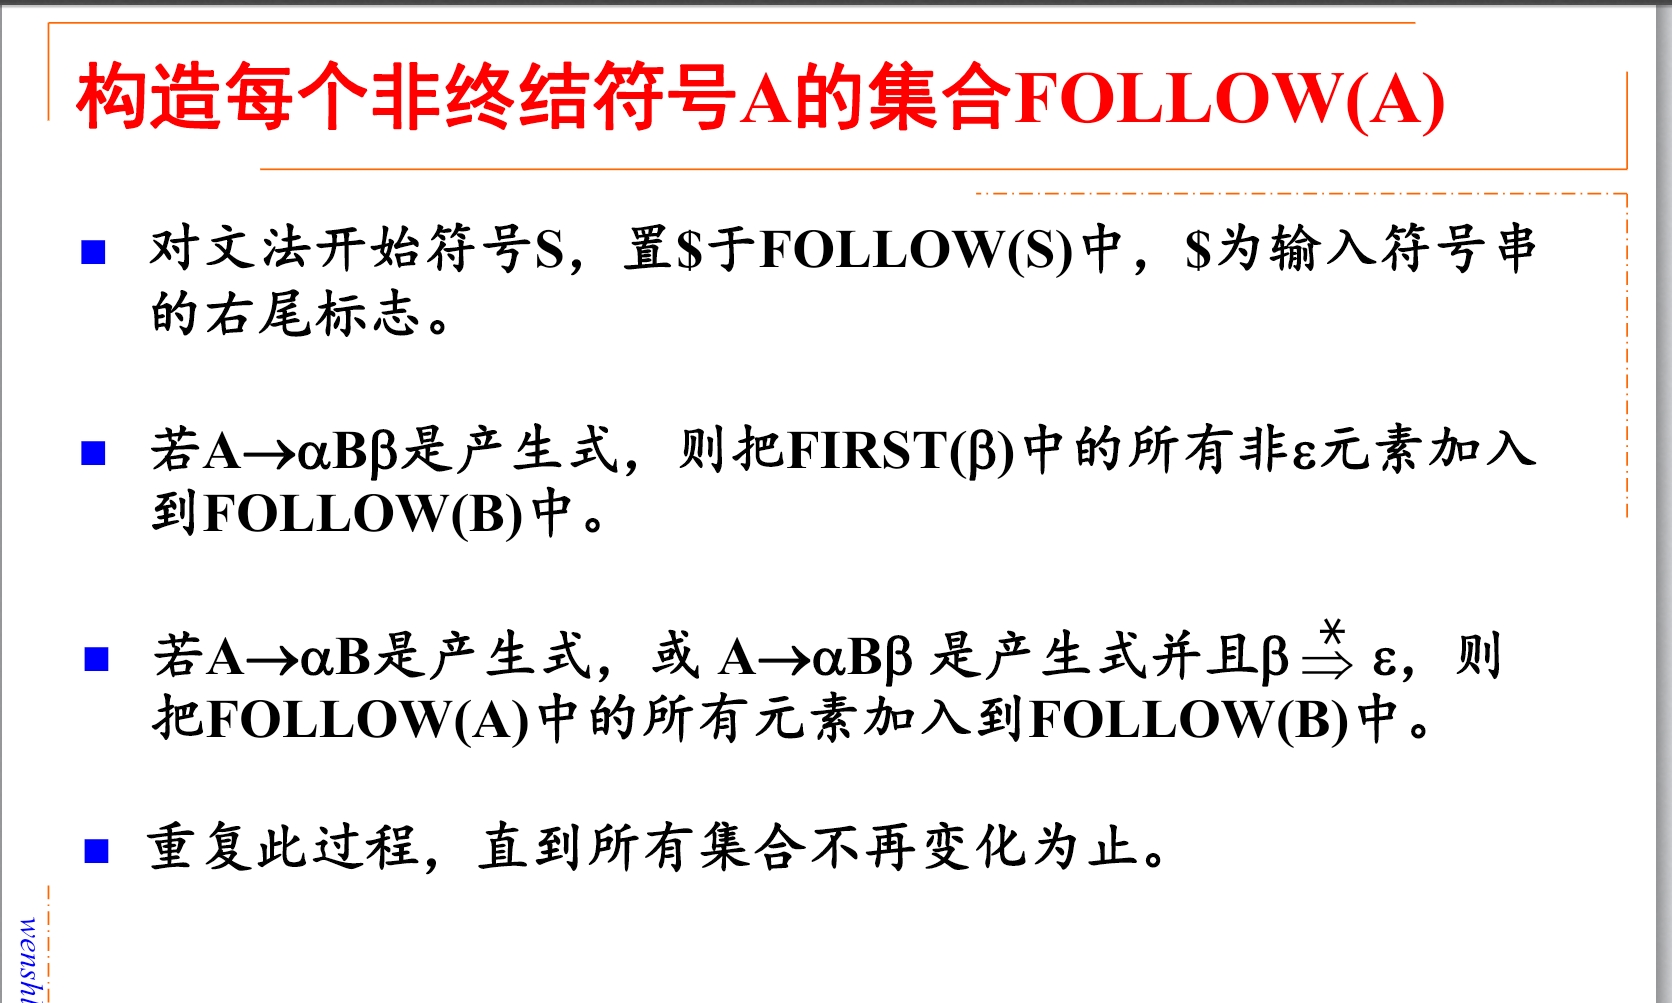 构造每个非终结符号A的集合FOLLOW(A)
对文法开始符号S，置$于FOLLOW(S)中，$为输入符号串
的右尾标志。
若A→αBβ是产生式，则把FIRST(β)中的所有非ε元素加入
到FOLLOW(B)中。
若A→αB是产生式，或 A→αBβ 是产生式并且β ⇒* ε，则
把FOLLOW(A)中的所有元素加入到FOLLOW(B)中。
重复此过程，直到所有集合不再变化为止。